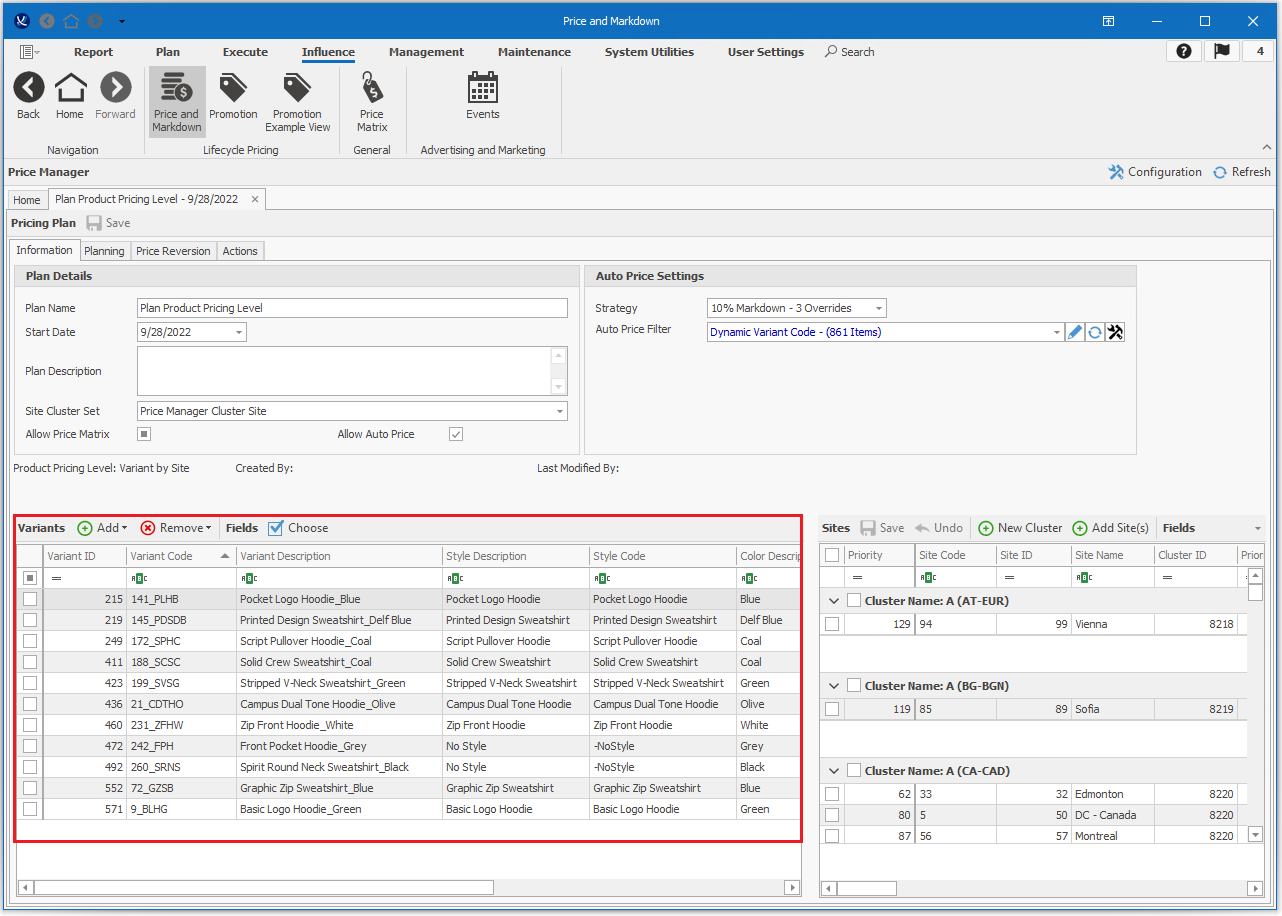 Price and Markdown
Report Plan Execute Influence Management Maintenance System Utilities User Settings Search 4
Back Home Forward Price and Markdown Promotion Promotion Example View Price Matrix Events
Navigation Lifecycle Pricing General Advertising and Marketing
Price Manager Configuration Refresh
Home Plan Product Pricing Level - 9/28/2022
Pricing Plan Save
Information Planning Price Reversion Actions
Plan Details
Plan Name Plan Product Pricing Level
Start Date 9/28/2022
Plan Description
Site Cluster Set Price Manager Cluster Site
Allow Price Matrix Allow Auto Price
Auto Price Settings
Strategy 10% Markdown - 3 Overrides
Auto Price Filter Dynamic Variant Code - (861 Items)
Product Pricing Level: Variant by Site Created By: Last Modified By:
Variants Add Remove Fields Choose
Variant ID Variant Code Variant Description Style Description Style Code Color Descrip
= ABC ABC ABC ABC ABC
215 141_PLHB Pocket Logo Hoodie_Blue Pocket Logo Hoodie Pocket Logo Hoodie Blue
219 145_PDSDB Printed Design Sweatshirt_Delf Blue Printed Design Sweatshirt Printed Design Sweatshirt Delf Blue
249 172_SPHC Script Pullover Hoodie_Coal Script Pullover Hoodie Script Pullover Hoodie Coal
411 188_SCSC Solid Crew Sweatshirt_Coal Solid Crew Sweatshirt Solid Crew Sweatshirt Coal
423 199_SVSG Stripped V-Neck Sweatshirt_Green Stripped V-Neck Sweatshirt Stripped V-Neck Sweatshirt Green
436 21_CDTHO Campus Dual Tone Hoodie_Olive Campus Dual Tone Hoodie Campus Dual Tone Hoodie Olive
460 231_ZFHW Zip Front Hoodie_White Zip Front Hoodie Zip Front Hoodie White
472 242_FPH Front Pocket Hoodie_Grey No Style -NoStyle Grey
492 260_SRNS Spirit Round Neck Sweatshirt_Black No Style -NoStyle Black
552 72_GZSB Graphic Zip Sweatshirt_Blue Graphic Zip Sweatshirt Graphic Zip Sweatshirt Blue
571 9_BLHG Basic Logo Hoodie_Green Basic Logo Hoodie Basic Logo Hoodie Green
Sites Save Undo New Cluster Add Site(s) Fields
Priority Site Code Site ID Site Name Cluster ID Prior
= ABC = ABC =
Cluster Name: A (AT-EUR)
129 94 99 Vienna 8218
Cluster Name: A (BG-BGN)
119 85 89 Sofia 8219
Cluster Name: A (CA-CAD)
62 33 32 Edmonton 8220
80 5 50 DC - Canada 8220
87 56 57 Montreal 8220